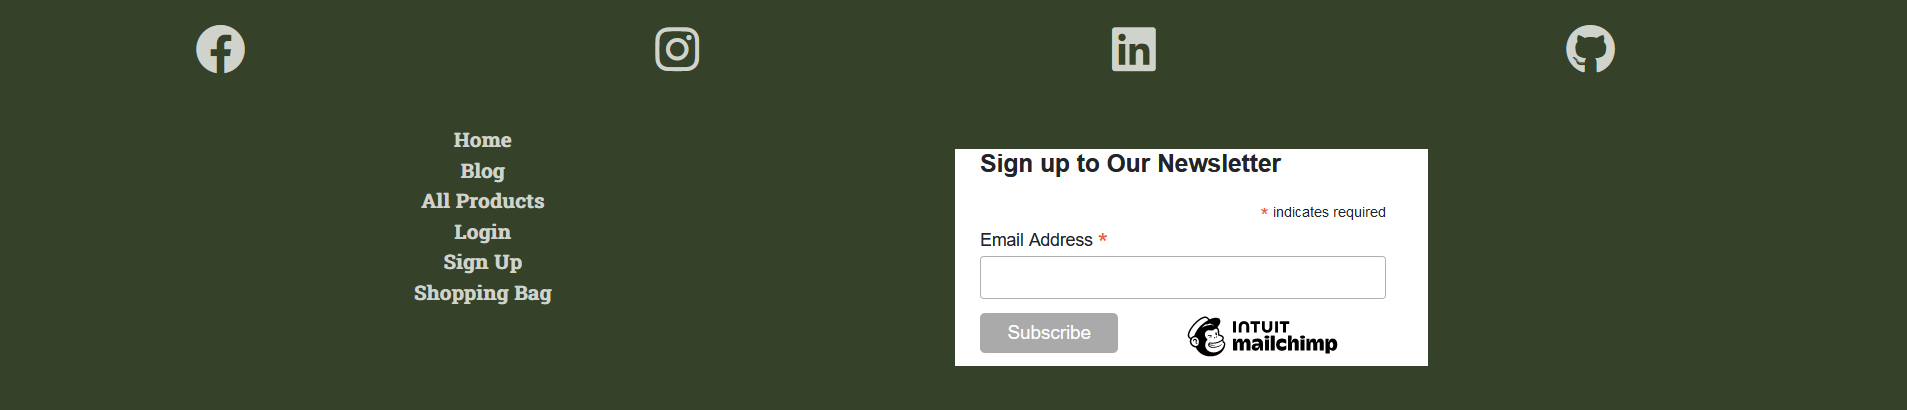 Home
Blog
All Products
Login
Sign Up
Shopping Bag
Sign up to Our Newsletter
* indicates required
Email Address *
Subscribe
INTUIT
mailchimp